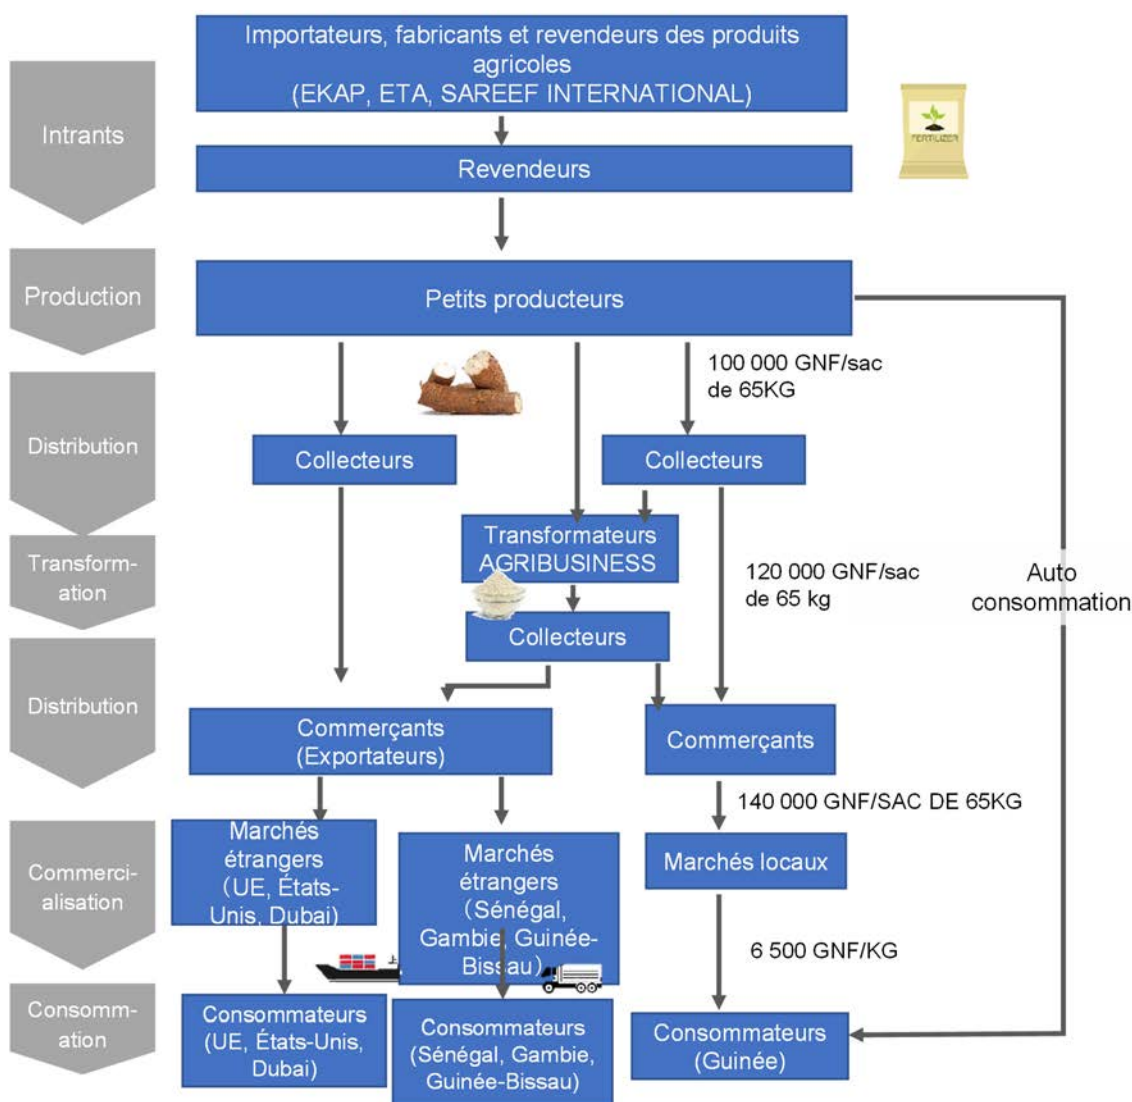 Importateurs, fabricants et revendeurs des produits
agricoles
(EKAP, ETA, SAREEF INTERNATIONAL)
Intrants
FERTILIZER
Revendeurs
Production
Petits producteurs
100 000 GNF/sac
de 65KG
Distribution
Collecteurs
Collecteurs
Transformateurs
AGRIBUSINESS
Transform-
ation
120 000 GNF/sac
de 65 kg
Auto
consommation
Collecteurs
Distribution
Commerçants
(Exportateurs)
Commerçants
140 000 GNF/SAC DE 65KG
Commerci-
alisation
Marchés
étrangers
(UE, États-
Unis, Dubai)
Marchés
étrangers
(Sénégal,
Gambie, Guinée-
Bissau)
Marchés locaux
6 500 GNF/KG
Consomm-
ation
Consommateurs
(UE, États-Unis,
Dubai)
Consommateurs
(Sénégal, Gambie,
Guinée-Bissau)
Consommateurs
(Guinée)